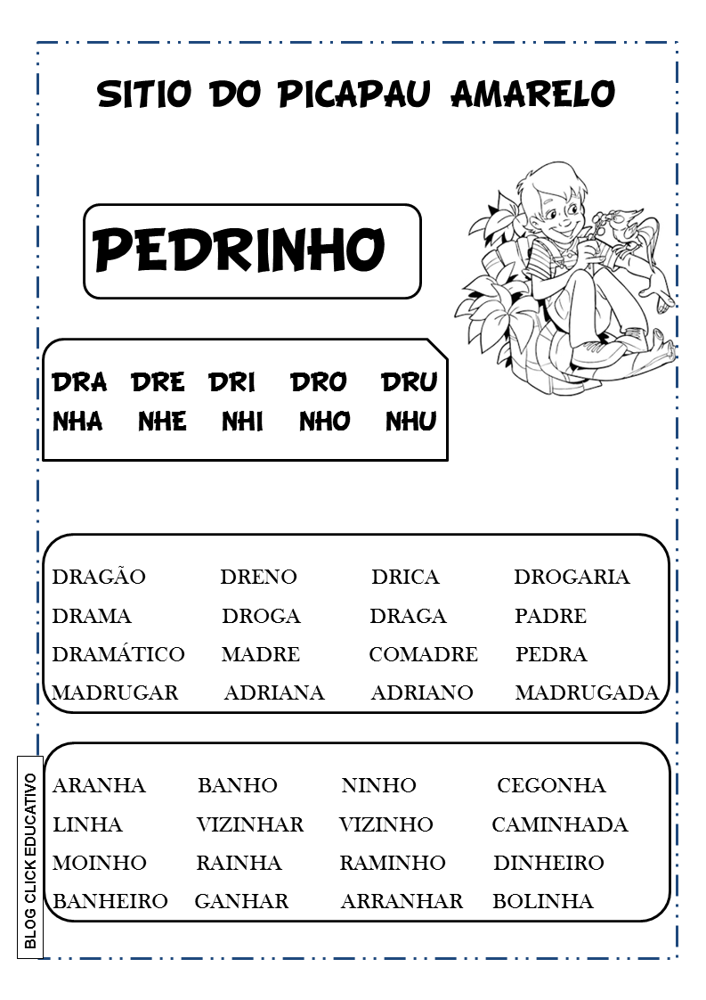 SITIO DO PICAPAU AMARELO
PEDRINHO
DRA DRE DRI DRO DRU
NHA NHE NHI NHO NHU
DRAGÃO DRENO DRICA DROGARIA
DRAMA DROGA DRAGA PADRE
DRAMÁTICO MADRE COMADRE PEDRA
MADRUGAR ADRIANA ADRIANO MADRUGADA
ARANHA BANHO NINHO CEGONHA
LINHA VIZINHAR VIZINHO CAMINHADA
MOINHO RAINHA RAMINHO DINHEIRO
BANHEIRO GANHAR ARRANHAR BOLINHA
BLOG CLICK EDUCATIVO